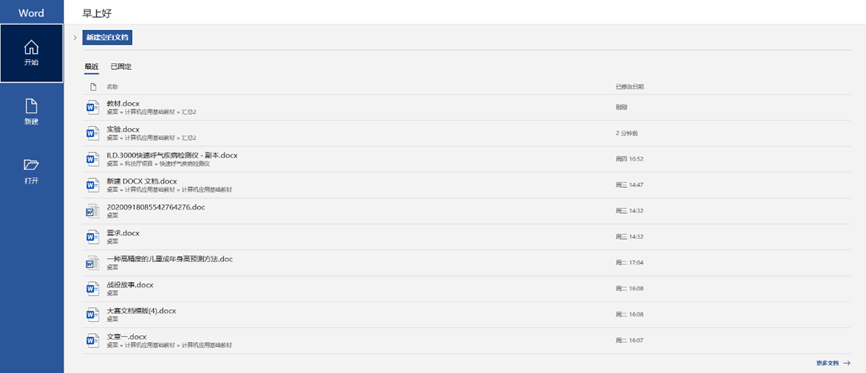 Word
早上好
新建空白文档
开始
最近 已固定
名称 已修改日期
教材.docx
桌面 » 计算机应用基础教材 » 汇总2
刚刚
实验.docx
桌面 » 计算机应用基础教材 » 汇总2
2 分钟前
新建
II.D.3000快速呼气疾病检测仪 - 副本.docx
桌面 » 科技厅项目 » 快速呼气疾病检测仪
周四 10:52
打开
新建 DOCX 文档.docx
桌面 » 计算机应用基础教材 » 计算机应用基础教材
周三 14:47
20200918085542764276.doc
桌面
周三 14:32
需求.docx
桌面
周三 14:32
一种高精度的儿童成年身高预测方法.doc
桌面
周二 17:04
战役故事.docx
桌面
周二 16:08
大赛文档模版(4).docx
桌面
周二 16:08
文章一.docx
桌面 » 计算机应用基础教材 » 计算机应用基础教材
周二 16:07
更多文档 →